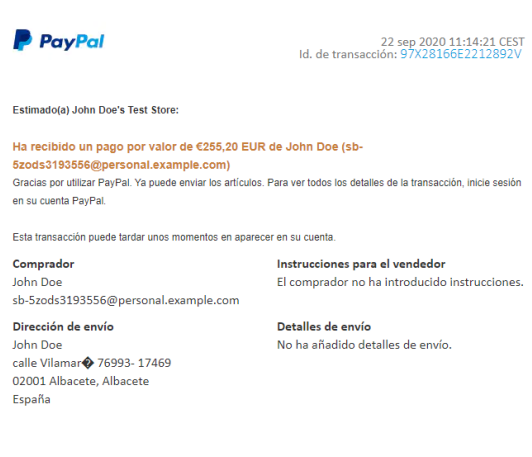 PayPal
22 sep 2020 11:14:21 CEST
Id. de transacción: 97X28166E2212892V
Estimado(a) John Doe's Test Store:
Ha recibido un pago por valor de €255,20 EUR de John Doe (sb-
5zods3193556@personal.example.com)
Gracias por utilizar PayPal. Ya puede enviar los artículos. Para ver todos los detalles de la transacción, inicie sesión
en su cuenta PayPal.
Esta transacción puede tardar unos momentos en aparecer en su cuenta.
Comprador
John Doe
sb-5zods3193556@personal.example.com
Instrucciones para el vendedor
El comprador no ha introducido instrucciones.
Dirección de envío
John Doe
calle Vilamar� 76993- 17469
02001 Albacete, Albacete
España
Detalles de envío
No ha añadido detalles de envío.